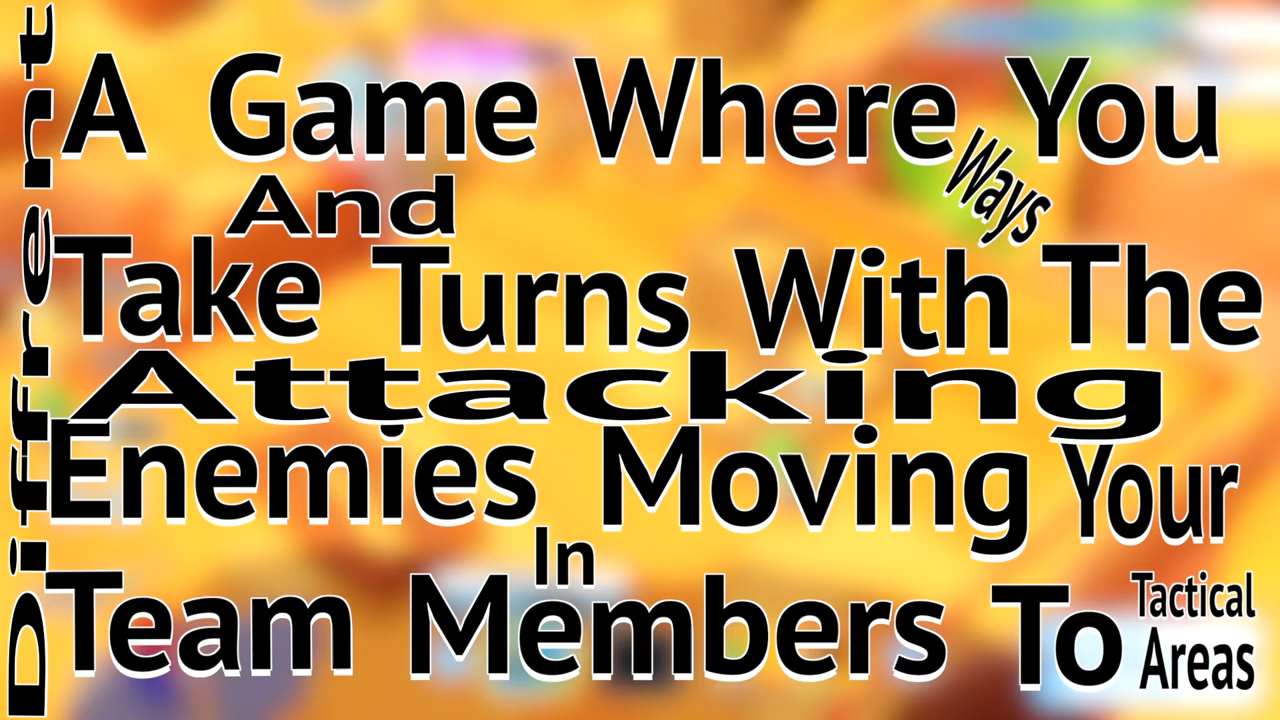 Diffrent
A Game Where You
Ways
And
Take Turns With The
Attacking
Enemies Moving Your
In
Team Members To Tactical
Areas